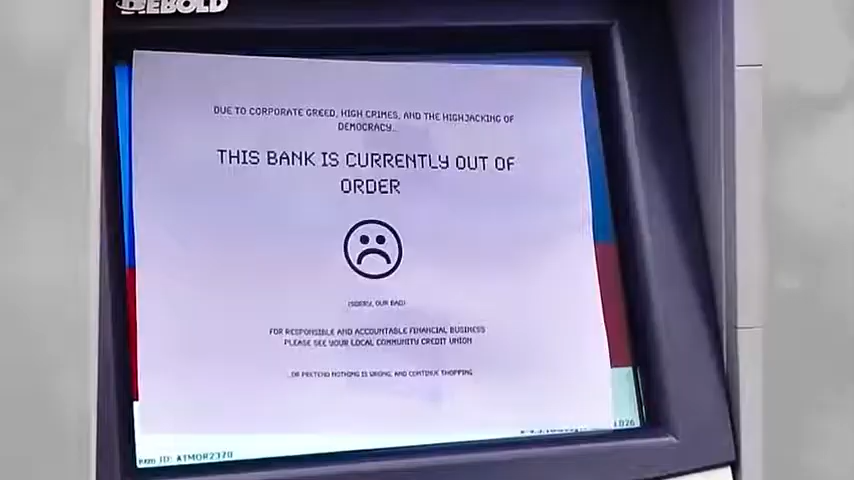 DIEBOLD
DUE TO CORPORATE GREED, HIGH CRIMES, AND THE HIGHJACKING OF
DEMOCRACY...
THIS BANK IS CURRENTLY OUT OF
ORDER
(SORRY, OUR BAD)
FOR RESPONSIBLE AND ACCOUNTABLE FINANCIAL BUSINESS
PLEASE SEE YOUR LOCAL COMMUNITY CREDIT UNION
...OR PRETEND NOTHING IS WRONG, AND CONTINUE SHOPPING
ID: ATMOR2370